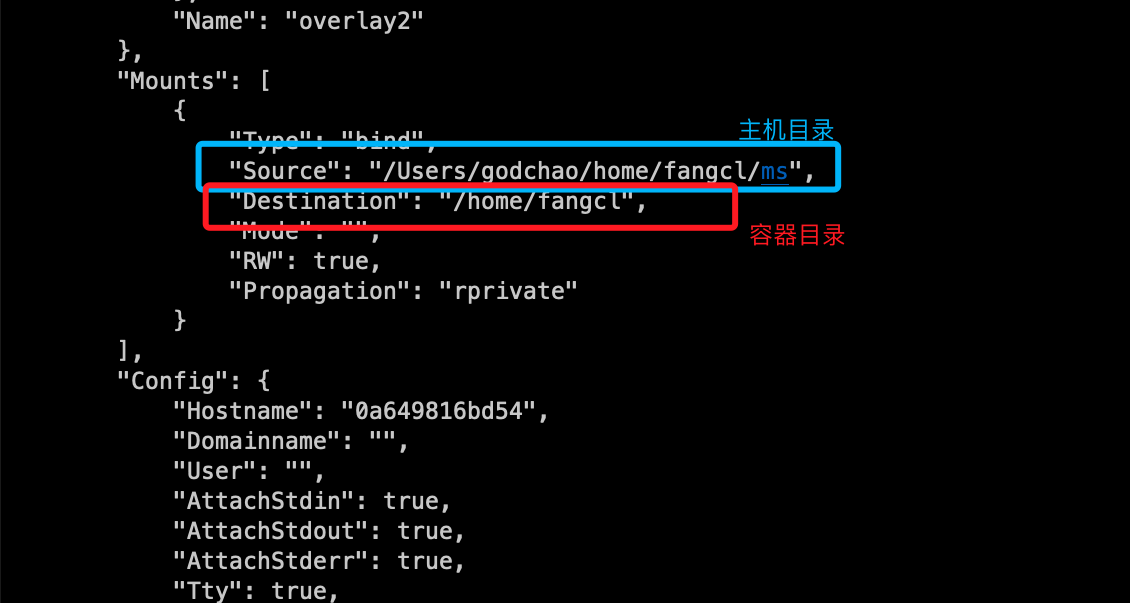 "Name": "overlay2"
},
"Mounts": [
{
主机目录
"Type": "bind",
"Source": "/Users/godchao/home/fangcl/ms",
"Destination": "/home/fangcl",
容器目录
"Mode": "",
"RW": true,
"Propagation": "rprivate"
}
],
"Config": {
"Hostname": "0a649816bd54",
"Domainname": "",
"User": "",
"AttachStdin": true,
"AttachStdout": true,
"AttachStderr": true,
"Tty": true,